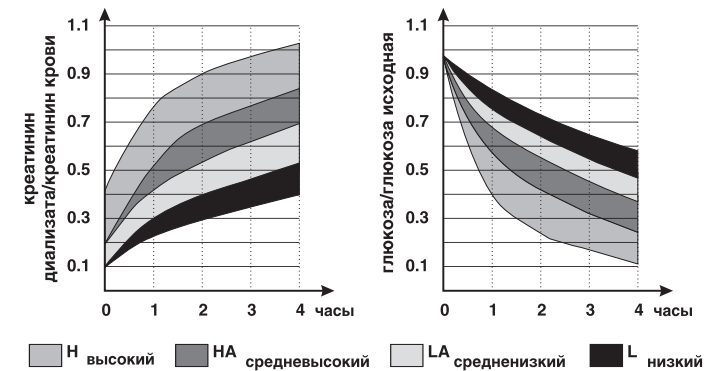 креатинин
диализата/креатинин крови
1.1
0.9
0.7
0.5
0.3
0.1
0 1 2 3 4 часы
глюкоза/глюкоза исходная
1.1
0.9
0.7
0.5
0.3
0.1
0 1 2 3 4 часы
H высокий
HA средневысокий
LA средненизкий
L низкий